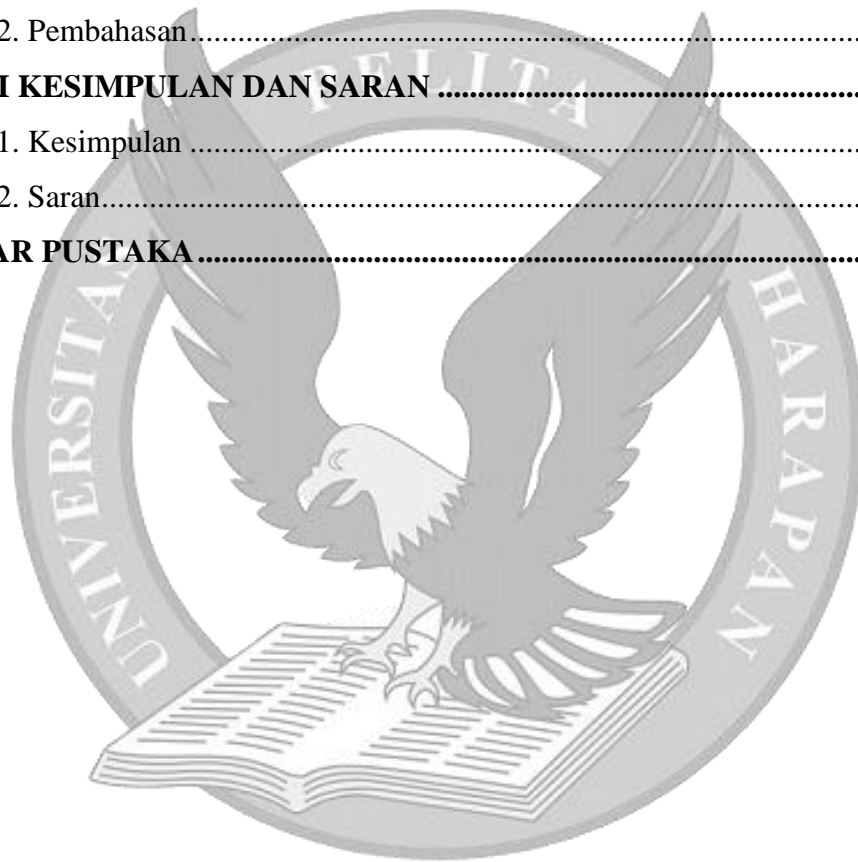 2. Pembahasan........................................................................
I KESIMPULAN DAN SARAN ..................................................
1. Kesimpulan ........................................................................
2. Saran...................................................................................
AR PUSTAKA...........................................................................
UNIVERSITAS PELITA HARAPAN